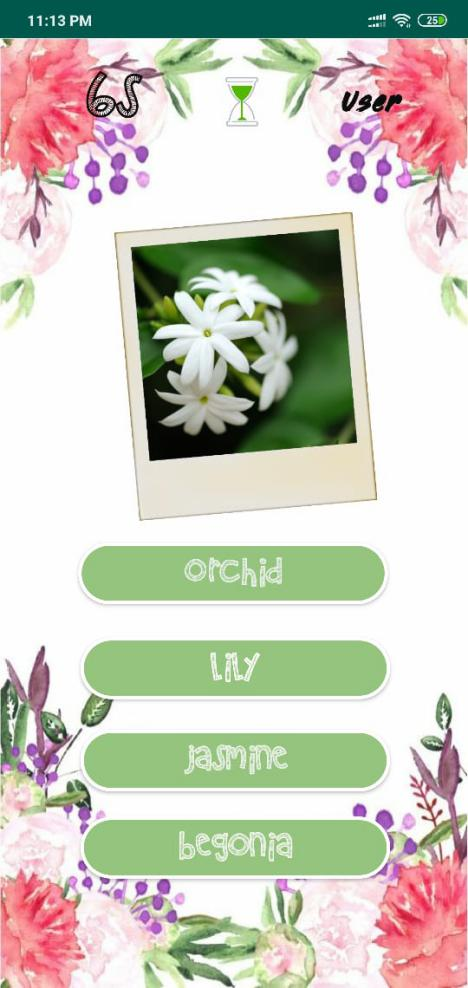 11:13 PM
25
6S
User
Orchid
Lily
Jasmine
Begonia